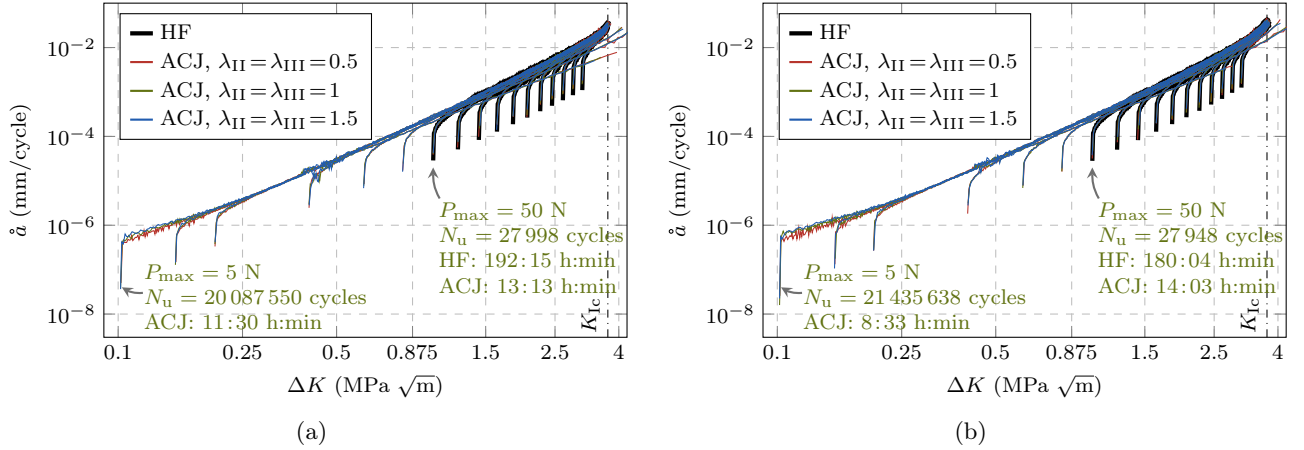 10−2
10−4
10−6
10−8
å (mm/cycle)
HF
ACJ, λII=λIII=0.5
ACJ, λII=λIII=1
ACJ, λII=λIII=1.5
Pmax = 50 N
Nu = 27 998 cycles
HF: 192:15 h:min
ACJ: 13:13 h:min
Pmax = 5 N
Nu = 20 087 550 cycles
ACJ: 11:30 h:min
KIc
0.1 0.25 0.5 0.875 1.5 2.5 4
ΔK (MPa √m)
(a)
10−2
10−4
10−6
10−8
å (mm/cycle)
HF
ACJ, λII=λIII=0.5
ACJ, λII=λIII=1
ACJ, λII=λIII=1.5
Pmax = 50 N
Nu = 27 948 cycles
HF: 180:04 h:min
ACJ: 14:03 h:min
Pmax = 5 N
Nu = 21 435 638 cycles
ACJ: 8:33 h:min
KIc
0.1 0.25 0.5 0.875 1.5 2.5 4
ΔK (MPa √m)
(b)